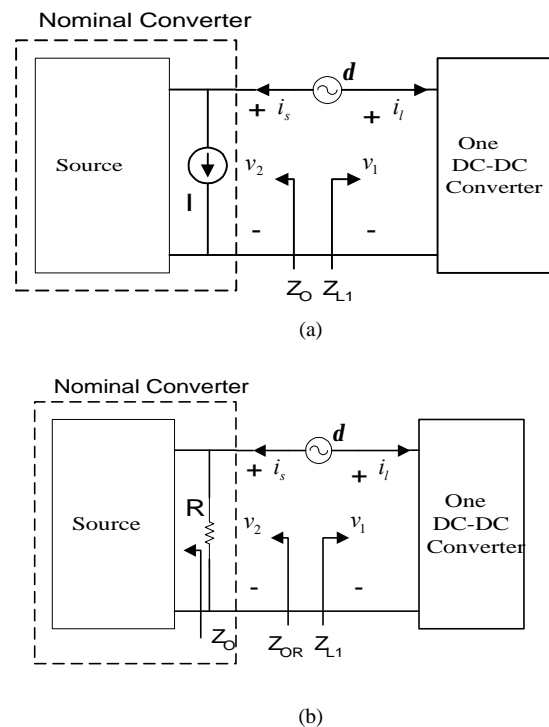 Nominal Converter
d
+ i_s
+ i_l
Source
I
v_2
v_1
One
DC-DC
Converter
- -
Z_O Z_L1
(a)
Nominal Converter
d
+ i_s
+ i_l
Source
R
v_2
v_1
One
DC-DC
Converter
- -
Z_O Z_OR Z_L1
(b)